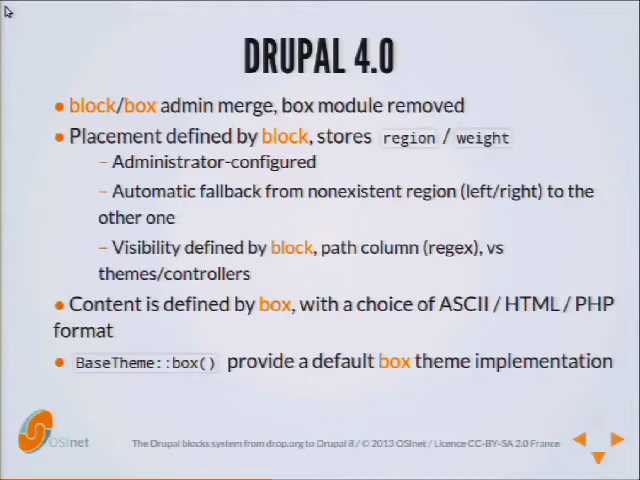 DRUPAL 4.0
block/box admin merge, box module removed
Placement defined by block, stores region / weight
– Administrator-configured
– Automatic fallback from nonexistent region (left/right) to the
other one
– Visibility defined by block, path column (regex), vs
themes/controllers
Content is defined by box, with a choice of ASCII / HTML / PHP
format
BaseTheme::box() provide a default box theme implementation
OSInet
The Drupal blocks system from drop.org to Drupal 8 / © 2013 OSInet / Licence CC-BY-SA 2.0 France